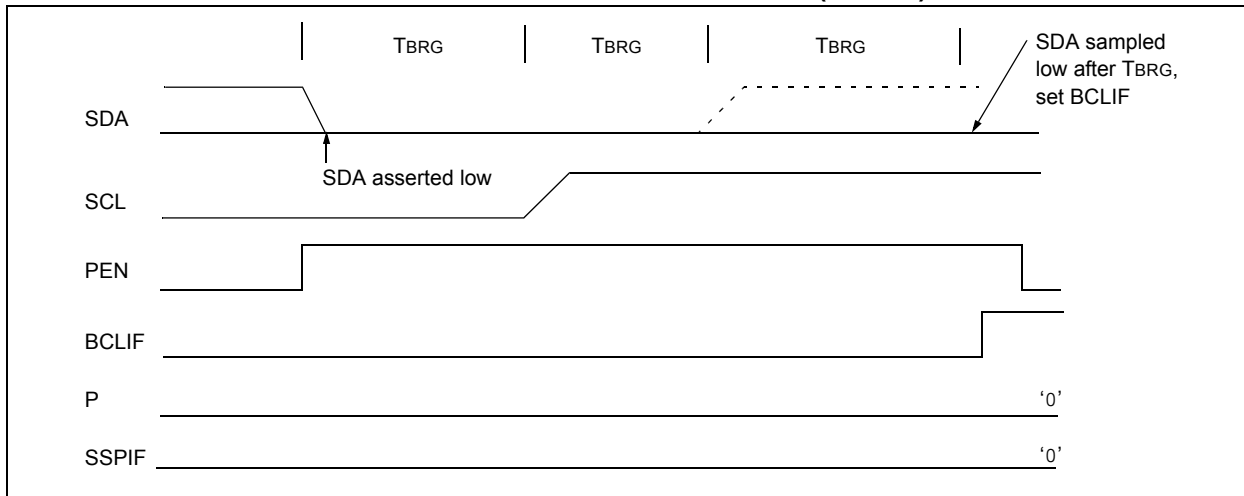 TBRG TBRG TBRG
SDA sampled
low after TBRG,
set BCLIF
SDA
SDA asserted low
SCL
PEN
BCLIF
P ‘0’
SSPIF ‘0’